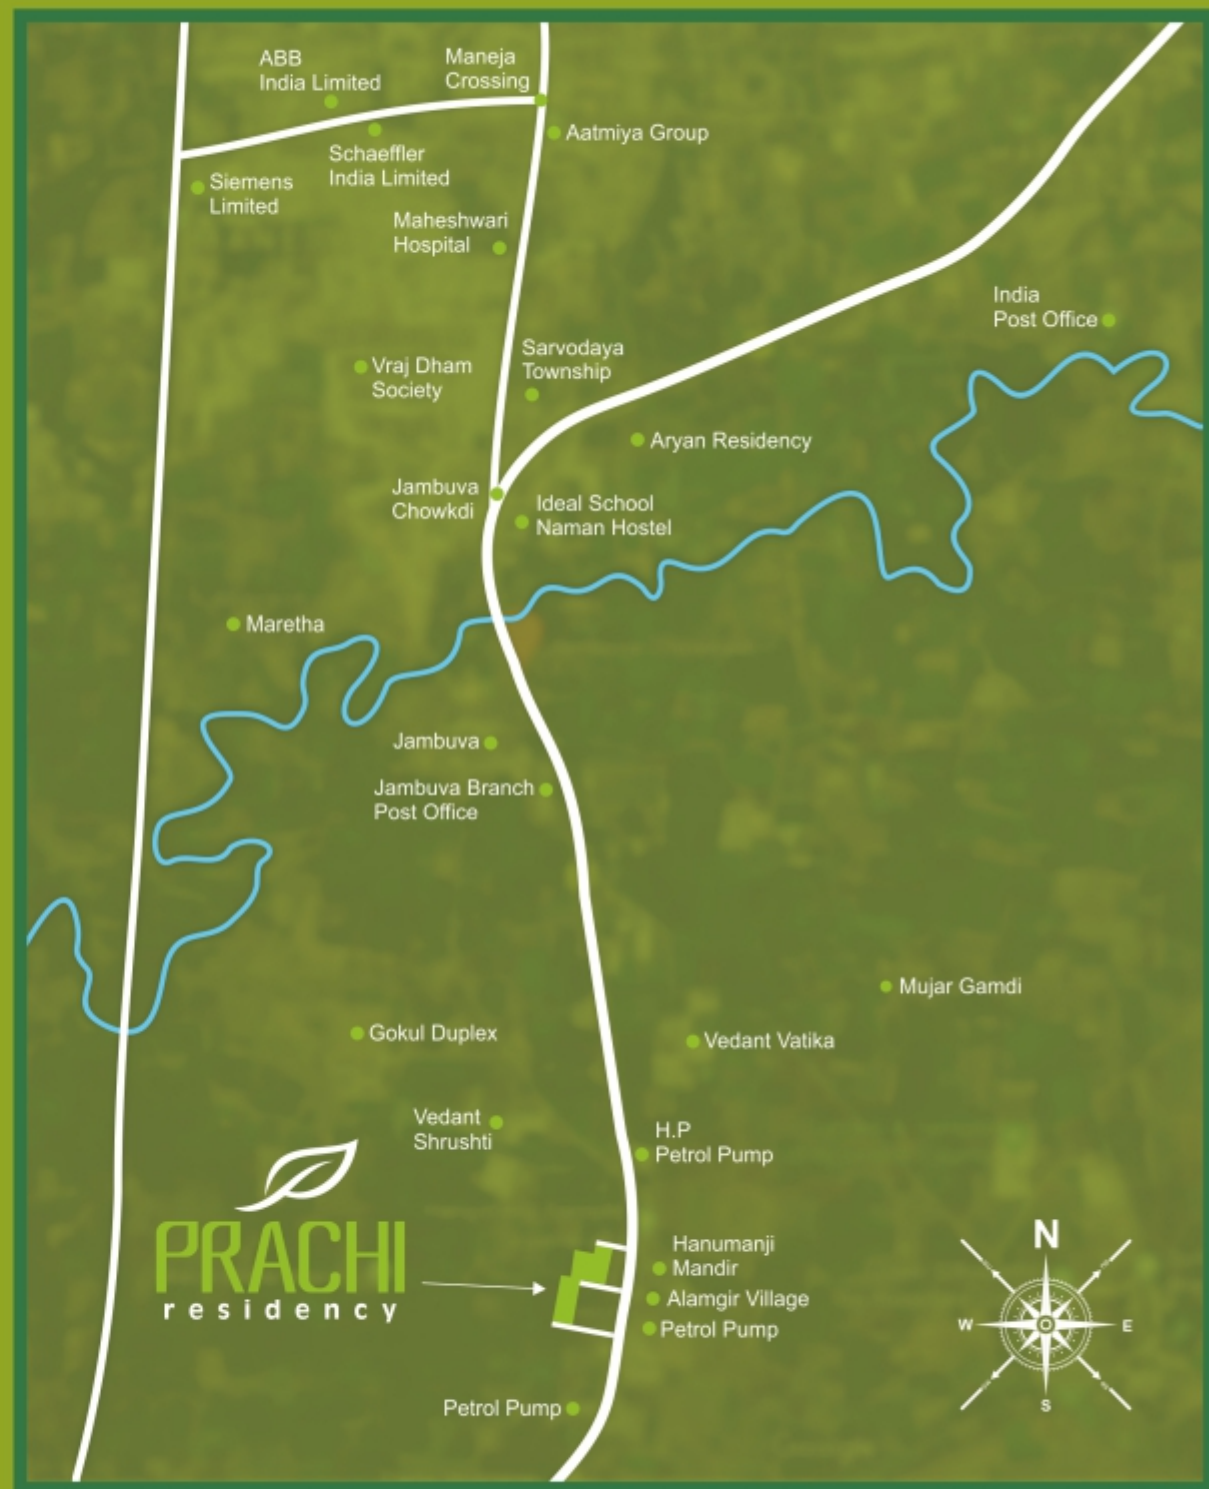 ABB
India Limited
Maneja
Crossing
Aatmiya Group
Schaeffler
India Limited
Siemens
Limited
Maheshwari
Hospital
India
Post Office
Sarvodaya
Township
Vraj Dham
Society
Aryan Residency
Jambuva
Chowkdi
Ideal School
Naman Hostel
Maretha
Jambuva
Jambuva Branch
Post Office
Mujar Gamdi
Gokul Duplex
Vedant Vatika
Vedant
Shrushti
H.P
Petrol Pump
PRACHI
residency
Hanumanji
Mandir
Alamgir Village
Petrol Pump
Petrol Pump
N
W
E
S